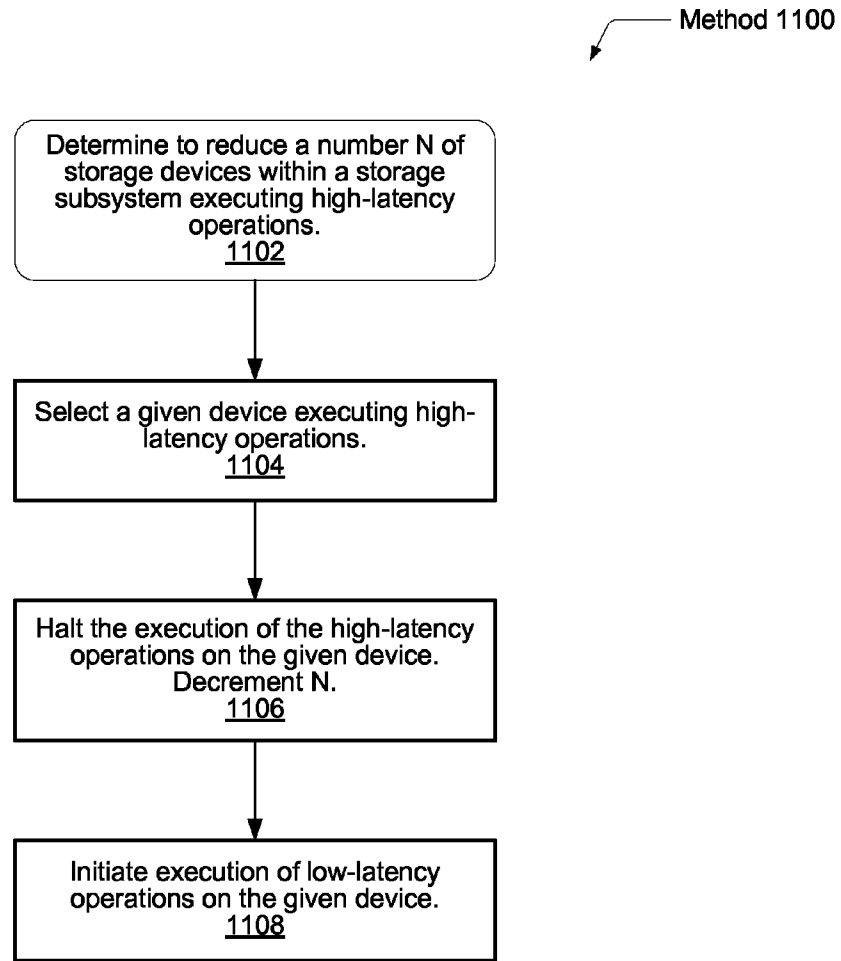 Method 1100
Determine to reduce a number N of
storage devices within a storage
subsystem executing high-latency
operations.
1102
Select a given device executing high-
latency operations.
1104
Halt the execution of the high-latency
operations on the given device.
Decrement N.
1106
Initiate execution of low-latency
operations on the given device.
1108